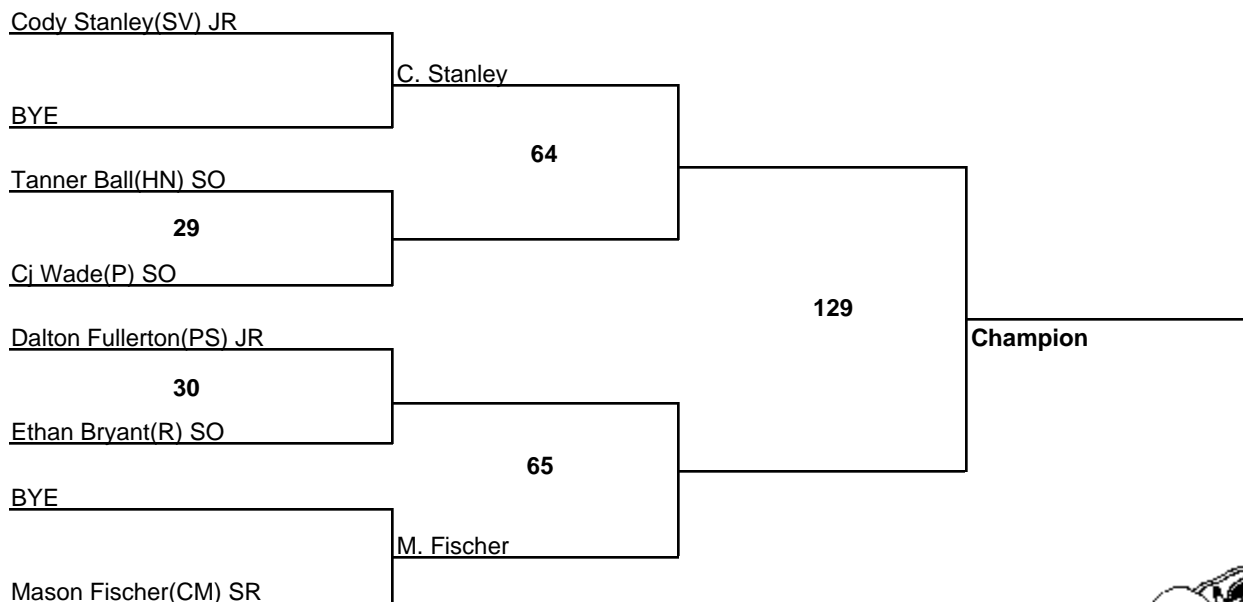 Cody Stanley(SV) JR
C. Stanley
BYE
64
Tanner Ball(HN) SO
29
Cj Wade(P) SO
129
Dalton Fullerton(PS) JR
Champion
30
Ethan Bryant(R) SO
65
BYE
M. Fischer
Mason Fischer(CM) SR